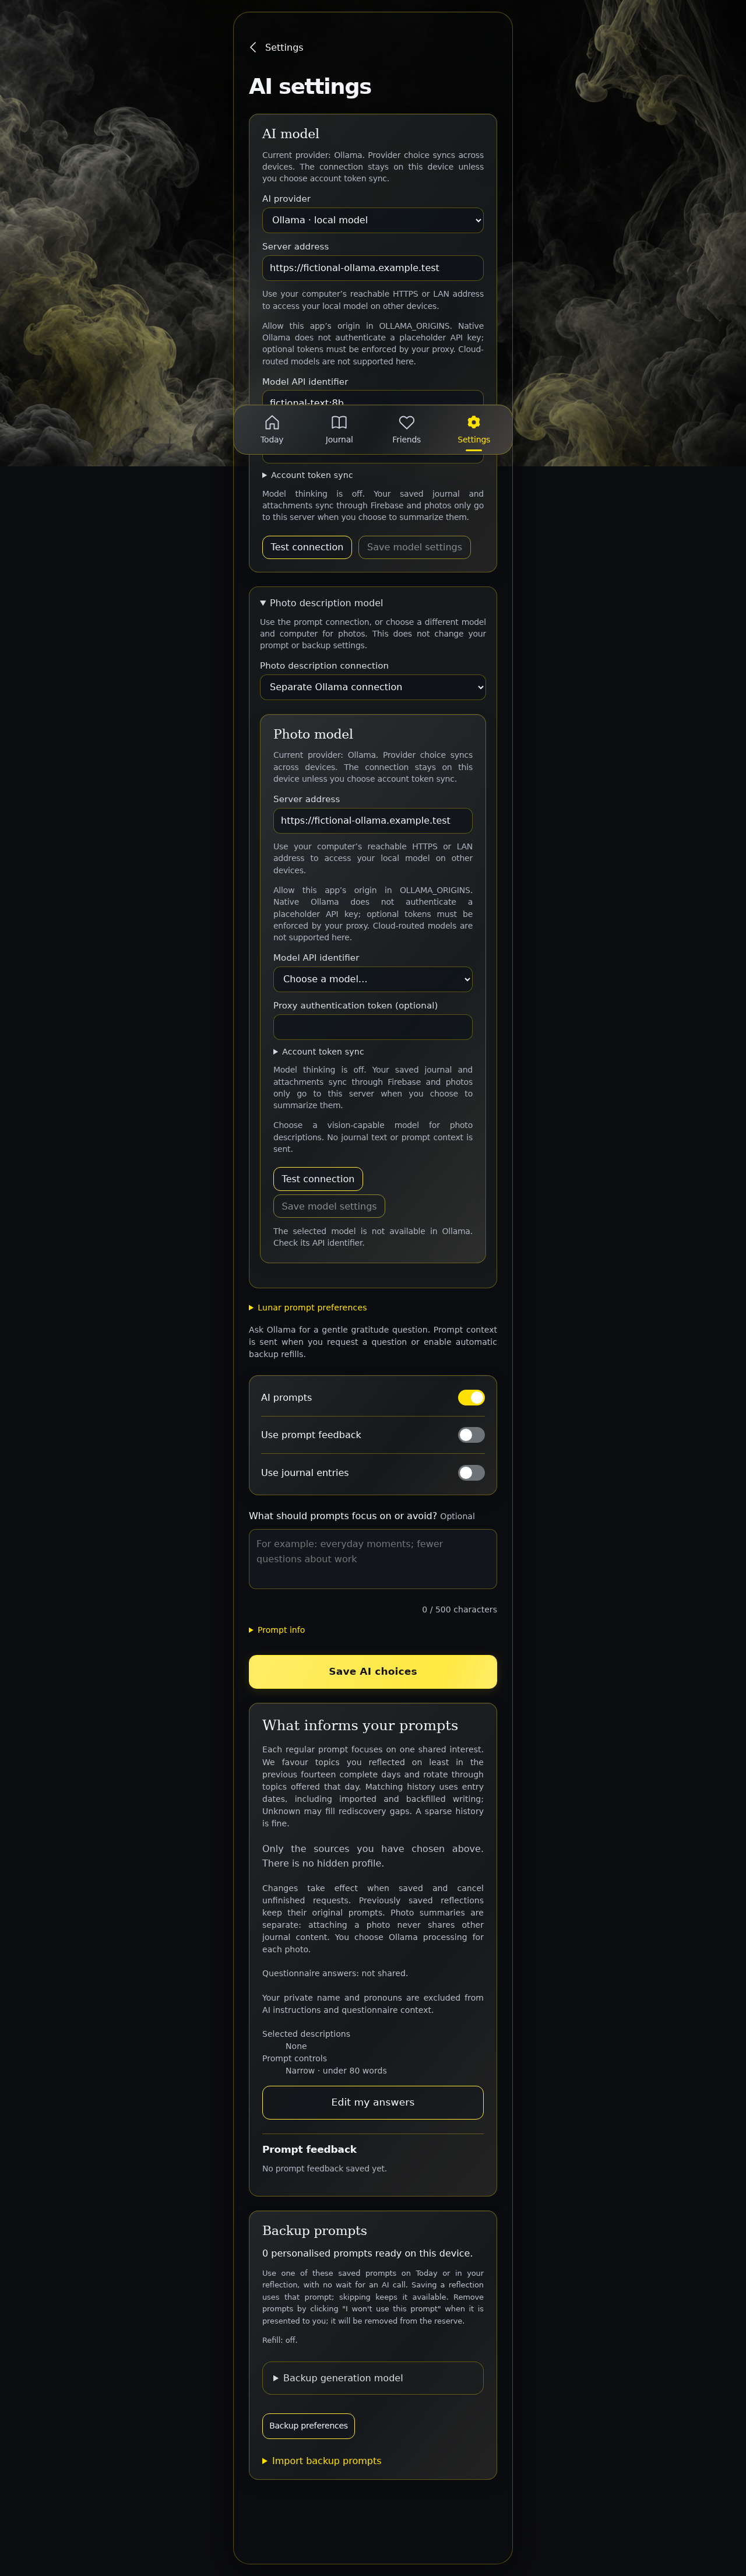 Settings
AI settings
AI model
Current provider: Ollama. Provider choice syncs across
devices. The connection stays on this device unless
you choose account token sync.
AI provider
Ollama · local model
Server address
https://fictional-ollama.example.test
Use your computer’s reachable HTTPS or LAN address
to access your local model on other devices.
Allow this app’s origin in OLLAMA_ORIGINS. Native
Ollama does not authenticate a placeholder API key;
optional tokens must be enforced by your proxy. Cloud-
routed models are not supported here.
Model API identifier
fictional-text:8b
Today
Journal
Friends
Settings
Account token sync
Model thinking is off. Your saved journal and
attachments sync through Firebase and photos only go
to this server when you choose to summarize them.
Test connection
Save model settings
Photo description model
Use the prompt connection, or choose a different model
and computer for photos. This does not change your
prompt or backup settings.
Photo description connection
Separate Ollama connection
Photo model
Current provider: Ollama. Provider choice syncs
across devices. The connection stays on this
device unless you choose account token sync.
Server address
https://fictional-ollama.example.test
Use your computer’s reachable HTTPS or LAN
address to access your local model on other
devices.
Allow this app’s origin in OLLAMA_ORIGINS.
Native Ollama does not authenticate a
placeholder API key; optional tokens must be
enforced by your proxy. Cloud-routed models are
not supported here.
Model API identifier
Choose a model...
Proxy authentication token (optional)
Account token sync
Model thinking is off. Your saved journal and
attachments sync through Firebase and photos
only go to this server when you choose to
summarize them.
Choose a vision-capable model for photo
descriptions. No journal text or prompt context is
sent.
Test connection
Save model settings
The selected model is not available in Ollama.
Check its API identifier.
Lunar prompt preferences
Ask Ollama for a gentle gratitude question. Prompt context
is sent when you request a question or enable automatic
backup refills.
AI prompts
Use prompt feedback
Use journal entries
What should prompts focus on or avoid? Optional
For example: everyday moments; fewer
questions about work
0 / 500 characters
Prompt info
Save AI choices
What informs your prompts
Each regular prompt focuses on one shared interest.
We favour topics you reflected on least in the
previous fourteen complete days and rotate through
topics offered that day. Matching history uses entry
dates, including imported and backfilled writing;
Unknown may fill rediscovery gaps. A sparse history
is fine.
Only the sources you have chosen above.
There is no hidden profile.
Changes take effect when saved and cancel
unfinished requests. Previously saved reflections
keep their original prompts. Photo summaries are
separate: attaching a photo never shares other
journal content. You choose Ollama processing for
each photo.
Questionnaire answers: not shared.
Your private name and pronouns are excluded from
AI instructions and questionnaire context.
Selected descriptions
None
Prompt controls
Narrow · under 80 words
Edit my answers
Prompt feedback
No prompt feedback saved yet.
Backup prompts
0 personalised prompts ready on this device.
Use one of these saved prompts on Today or in your
reflection, with no wait for an AI call. Saving a reflection
uses that prompt; skipping keeps it available. Remove
prompts by clicking "I won't use this prompt" when it is
presented to you; it will be removed from the reserve.
Refill: off.
Backup generation model
Backup preferences
Import backup prompts